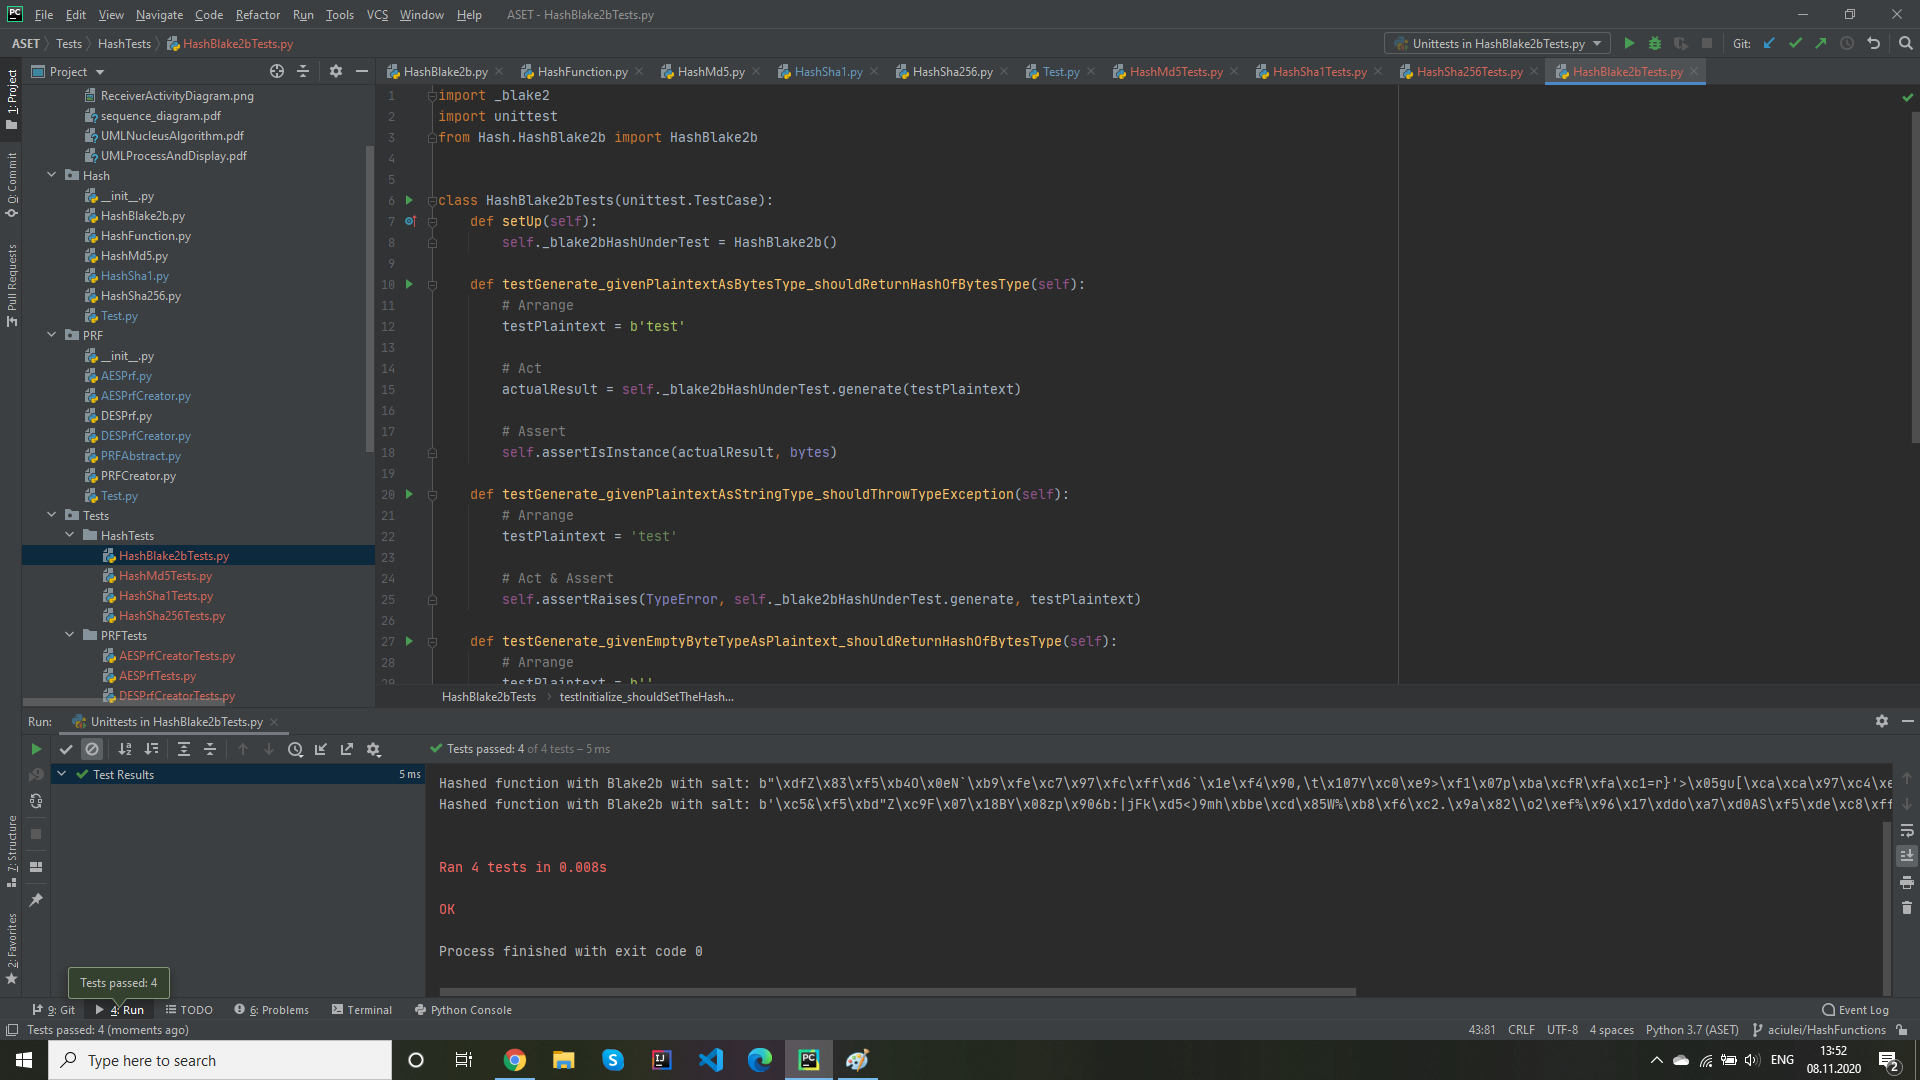 File Edit View Navigate Code Refactor Run Tools VCS Window Help ASET - HashBlake2bTests.py
ASET Tests HashTests HashBlake2bTests.py Unittests in HashBlake2bTests.py Git:
1: Project
0: Commit
Pull Requests
7: Structure
2: Favorites
Project
ReceiverActivityDiagram.png
sequence_diagram.pdf
UMLNucleusAlgorithm.pdf
UMLProcessAndDisplay.pdf
Hash
__init__.py
HashBlake2b.py
HashFunction.py
HashMd5.py
HashSha1.py
HashSha256.py
Test.py
PRF
__init__.py
AESPrf.py
AESPrfCreator.py
DESPrf.py
DESPrfCreator.py
PRFAbstract.py
PRFCreator.py
Test.py
Tests
HashTests
HashBlake2bTests.py
HashMd5Tests.py
HashSha1Tests.py
HashSha256Tests.py
PRFTests
AESPrfCreatorTests.py
AESPrfTests.py
DESPrfCreatorTests.py
HashBlake2b.py HashFunction.py HashMd5.py HashSha1.py HashSha256.py Test.py HashMd5Tests.py HashSha1Tests.py HashSha256Tests.py HashBlake2bTests.py
1 import _blake2
2 import unittest
3 from Hash.HashBlake2b import HashBlake2b
4
5
6 class HashBlake2bTests(unittest.TestCase):
7 def setUp(self):
8 self._blake2bHashUnderTest = HashBlake2b()
9
10 def testGenerate_givenPlaintextAsBytesType_shouldReturnHashOfBytesType(self):
11 # Arrange
12 testPlaintext = b'test'
13
14 # Act
15 actualResult = self._blake2bHashUnderTest.generate(testPlaintext)
16
17 # Assert
18 self.assertIsInstance(actualResult, bytes)
19
20 def testGenerate_givenPlaintextAsStringType_shouldThrowTypeException(self):
21 # Arrange
22 testPlaintext = 'test'
23
24 # Act & Assert
25 self.assertRaises(TypeError, self._blake2bHashUnderTest.generate, testPlaintext)
26
27 def testGenerate_givenEmptyByteTypeAsPlaintext_shouldReturnHashOfBytesType(self):
28 # Arrange
29 testPlaintext = b''
HashBlake2bTests testInitialize_shouldSetTheHash...
Run: Unittests in HashBlake2bTests.py
Tests passed: 4 of 4 tests – 5 ms
Test Results 5 ms
Hashed function with Blake2b with salt: b"\xdfZ\x83\xf5\xb4O\x0eN`\xb9\xfe\xc7\x97\xfc\xff\xd6`\x1e\xf4\x90,\t\x107Y\xc0\xe9>\xf1\x07p\xba\xcfR\xfa\xc1=r}'>\x05gu[\xca\xca\x97\xc4\xe
Hashed function with Blake2b with salt: b'\xc5&\xf5\xbd"Z\xc9F\x07\x18BY\x08zp\x906b:|jFk\xd5<)9mh\xbbe\xcd\x85W%\xb8\xf6\xc2.\x9a\x82\\o2\xef%\x96\x17\xddo\xa7\xd0AS\xf5\xde\xc8\xff
Ran 4 tests in 0.008s
OK
Process finished with exit code 0
Tests passed: 4
9: Git 4: Run TODO 6: Problems Terminal Python Console Event Log
Tests passed: 4 (moments ago) 43:81 CRLF UTF-8 4 spaces Python 3.7 (ASET) aciulei/HashFunctions
Type here to search ENG 13:52
08.11.2020 2